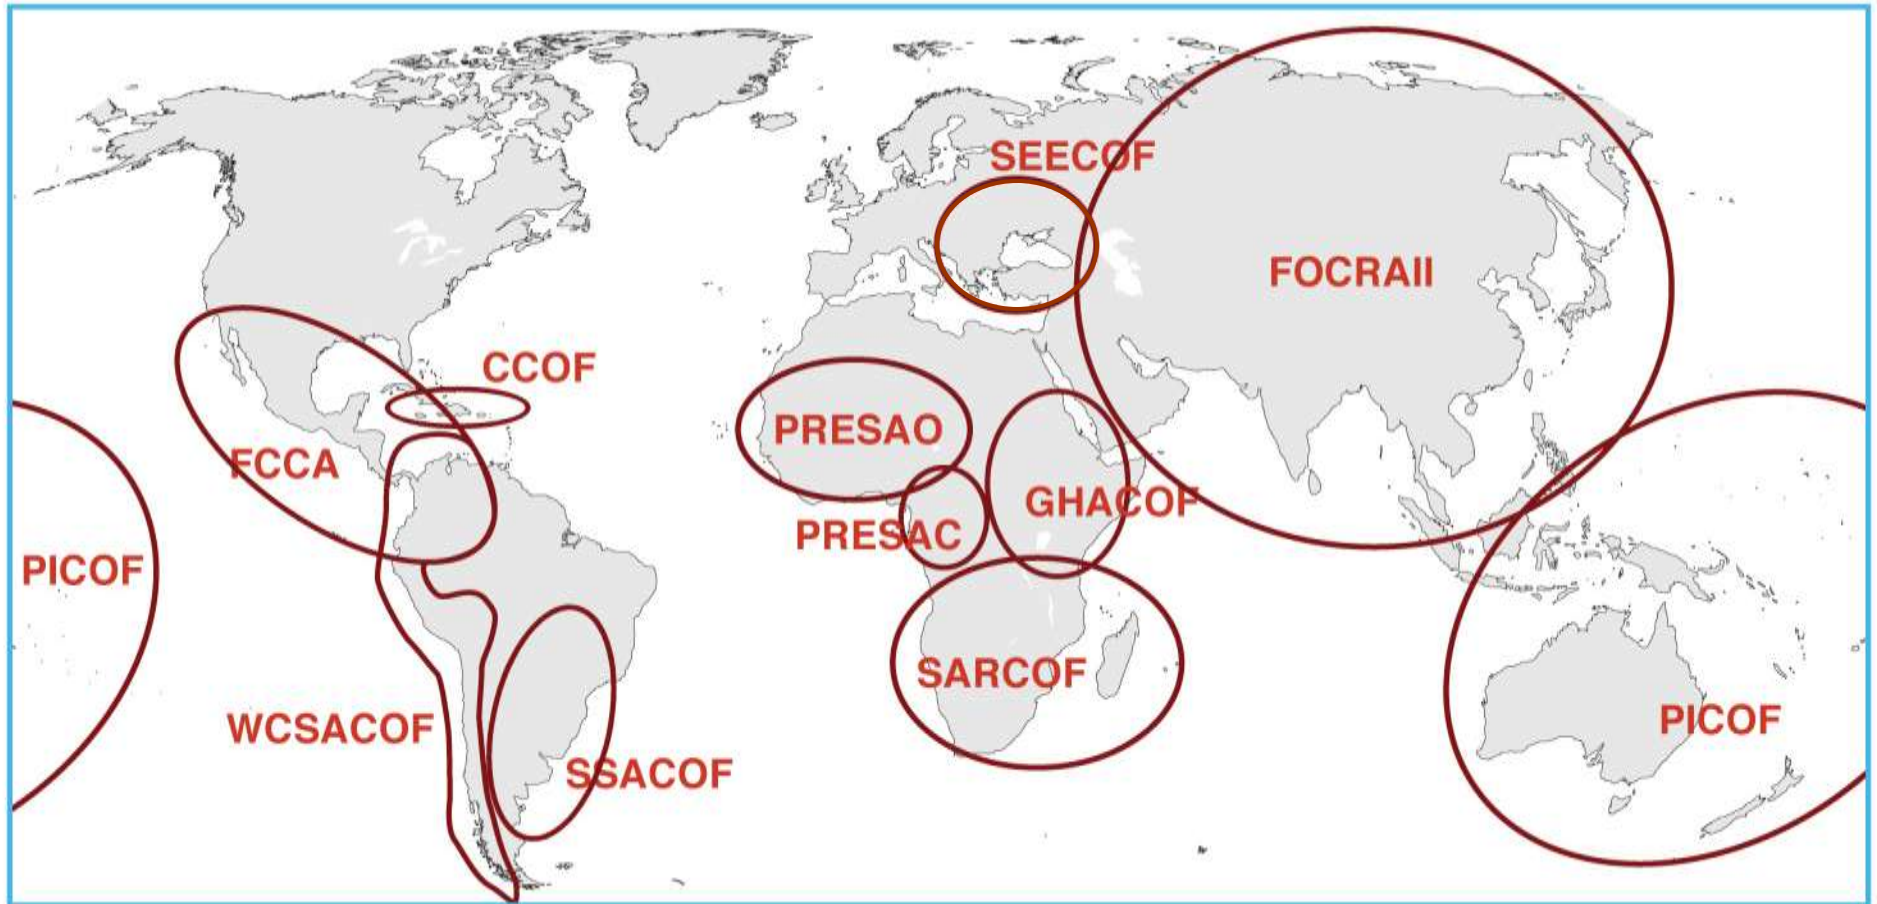 SEECOF
FOCRAII
CCOF
PRESAO
FCCA
GHACOF
PRESAC
PICOF
SARCOF
PICOF
WCSACOF
SSACOF